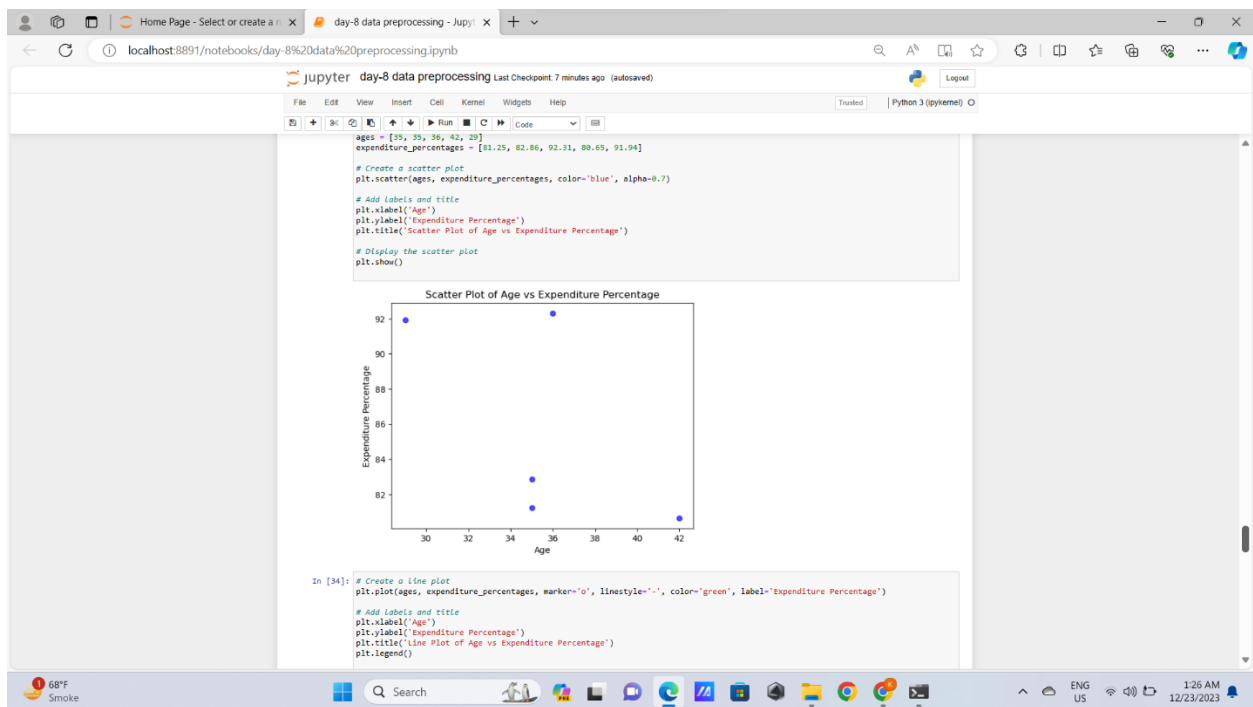 Home Page - Select or create a n
day-8 data preprocessing - Jupyt
localhost:8891/notebooks/day-8%20data%20preprocessing.ipynb
jupyter day-8 data preprocessing Last Checkpoint: 7 minutes ago (autosaved)
Logout
File Edit View Insert Cell Kernel Widgets Help
Trusted Python 3 (ipykernel)
Run Code
ages = [35, 35, 36, 42, 29]
expenditure_percentages = [81.25, 82.86, 92.31, 80.65, 91.94]
# Create a scatter plot
plt.scatter(ages, expenditure_percentages, color='blue', alpha=0.7)
# Add labels and title
plt.xlabel('Age')
plt.ylabel('Expenditure Percentage')
plt.title('Scatter Plot of Age vs Expenditure Percentage')
# Display the scatter plot
plt.show()
Scatter Plot of Age vs Expenditure Percentage
92
90
88
86
84
82
Expenditure Percentage
30 32 34 36 38 40 42
Age
In [34]: # Create a line plot
plt.plot(ages, expenditure_percentages, marker='o', linestyle='-', color='green', label='Expenditure Percentage')
# Add labels and title
plt.xlabel('Age')
plt.ylabel('Expenditure Percentage')
plt.title('Line Plot of Age vs Expenditure Percentage')
plt.legend()
1
68°F
Smoke
Search
ENG
US
1:26 AM
12/23/2023